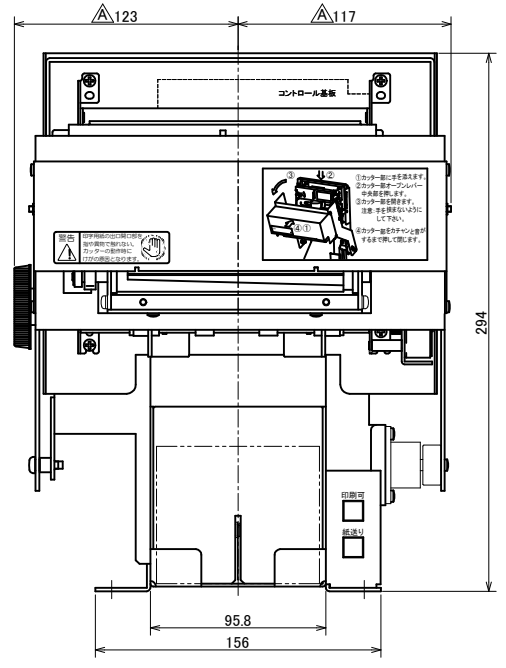 A 123
A 117
コントロール基板
③ ②
①カッター部に手を添えます。
②カッター部オープンレバー
中央部を押します。
③カッター部を開きます。
注意:手を挟まないように
して下さい。
④カッター部をカチャンと音が
するまで押して閉じます。
④①
警告
印字用紙の出口開口部を
指や異物で触れない。
カッターの動作時に
けがの原因となります。
294
印刷可
紙送り
95.8
156